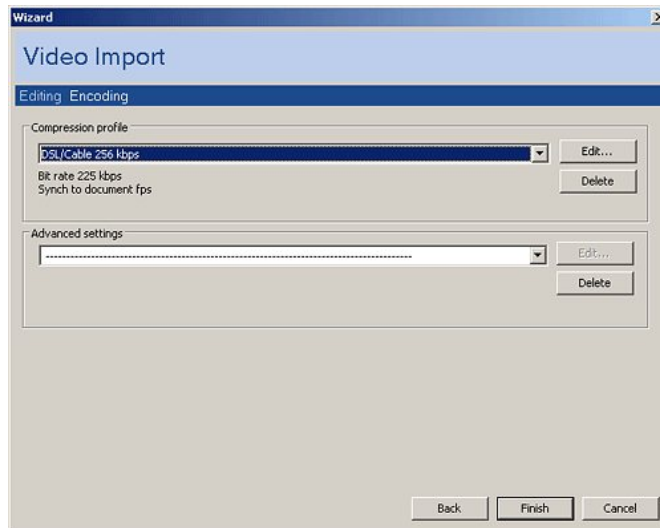 Wizard
Video Import
Editing Encoding
Compression profile
DSL/Cable 256 kbps
Edit...
Bit rate 225 kbps
Synch to document fps
Delete
Advanced settings
--------------------------------------------------------------------------------------------
Edit...
Delete
Back
Finish
Cancel